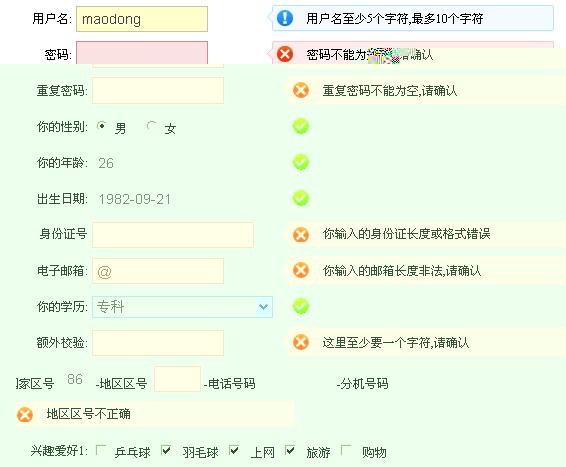 用户名: maodong 用户名至少5个字符,最多10个字符
密码: 密码不能为 确认
重复密码: 重复密码不能为空,请确认
你的性别: 男 女
你的年龄: 26
出生日期: 1982-09-21
身份证号 你输入的身份证长度或格式错误
电子邮箱: @ 你输入的邮箱长度非法,请确认
你的学历: 专科
额外校验: 这里至少要一个字符,请确认
家区号 86 -地区区号 -电话号码 -分机号码
地区区号不正确
兴趣爱好1: 乒乓球 羽毛球 上网 旅游 购物